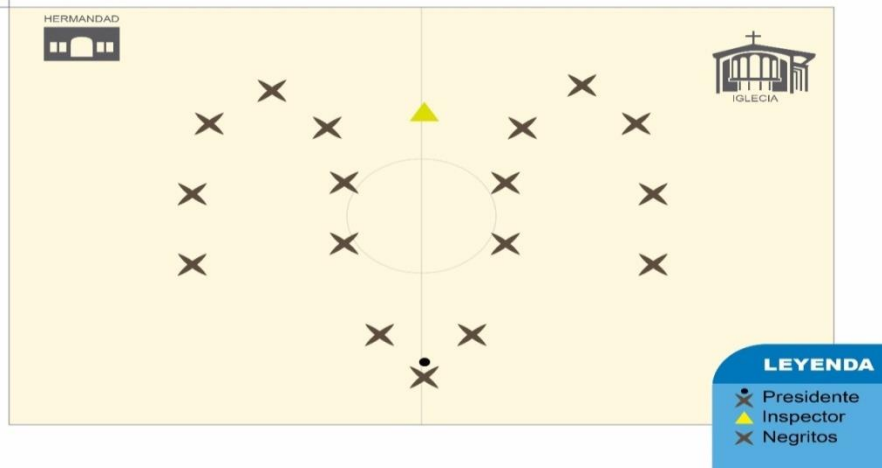 HERMANDAD
IGLECIA
LEYENDA
Presidente
Inspector
Negritos